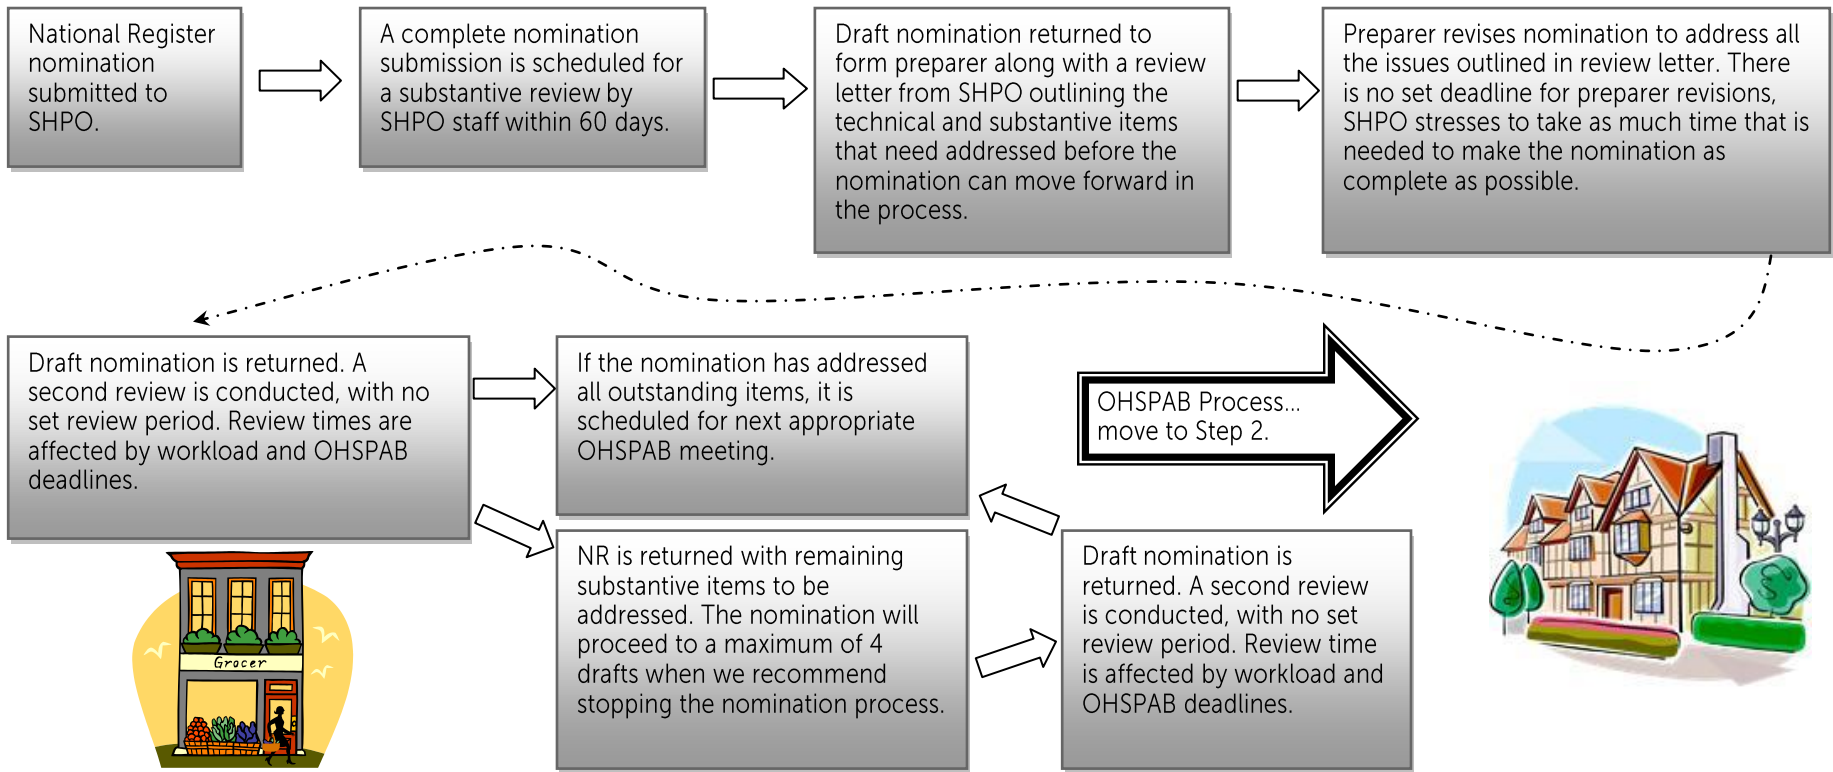 National Register
nomination
submitted to
SHPO.
A complete nomination
submission is scheduled for
a substantive review by
SHPO staff within 60 days.
Draft nomination returned to
form preparer along with a review
letter from SHPO outlining the
technical and substantive items
that need addressed before the
nomination can move forward in
the process.
Preparer revises nomination to address all
the issues outlined in review letter. There
is no set deadline for preparer revisions,
SHPO stresses to take as much time that is
needed to make the nomination as
complete as possible.
Draft nomination is returned. A
second review is conducted, with no
set review period. Review times are
affected by workload and OHSPAB
deadlines.
If the nomination has addressed
all outstanding items, it is
scheduled for next appropriate
OHSPAB meeting.
OHSPAB Process...
move to Step 2.
NR is returned with remaining
substantive items to be
addressed. The nomination will
proceed to a maximum of 4
drafts when we recommend
stopping the nomination process.
Draft nomination is
returned. A second review
is conducted, with no set
review period. Review time
is affected by workload and
OHSPAB deadlines.
Grocer